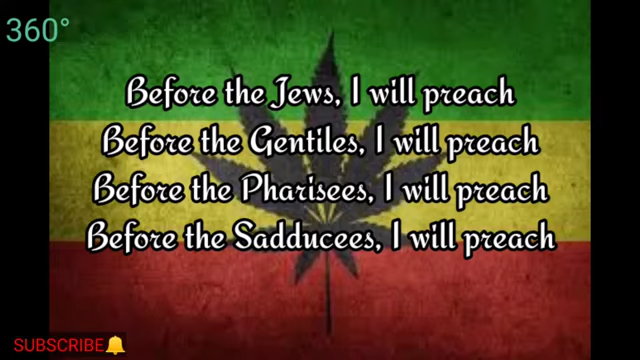 360°
Before the Jews, I will preach
Before the Gentiles, I will preach
Before the Pharisees, I will preach
Before the Sadducees, I will preach
SUBSCRIBE🔔